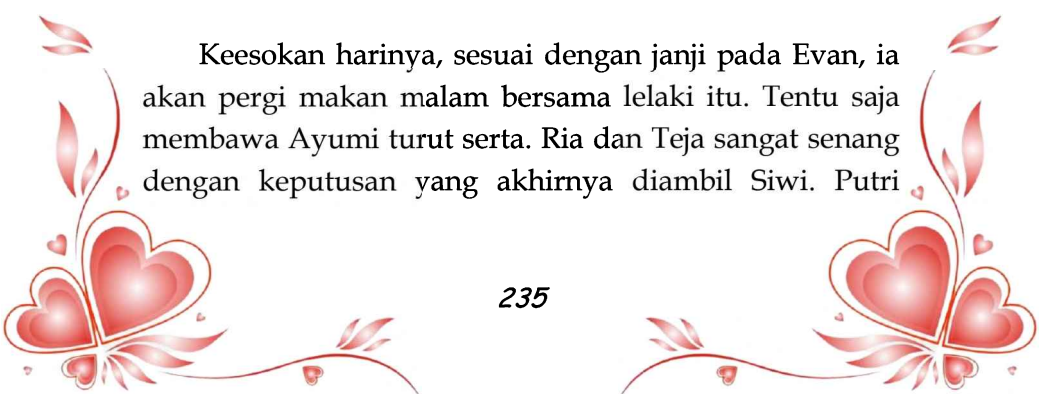 Keesokan harinya, sesuai dengan janji pada Evan, ia
akan pergi makan malam bersama lelaki itu. Tentu saja
membawa Ayumi turut serta. Ria dan Teja sangat senang
dengan keputusan yang akhirnya diambil Siwi. Putri
235